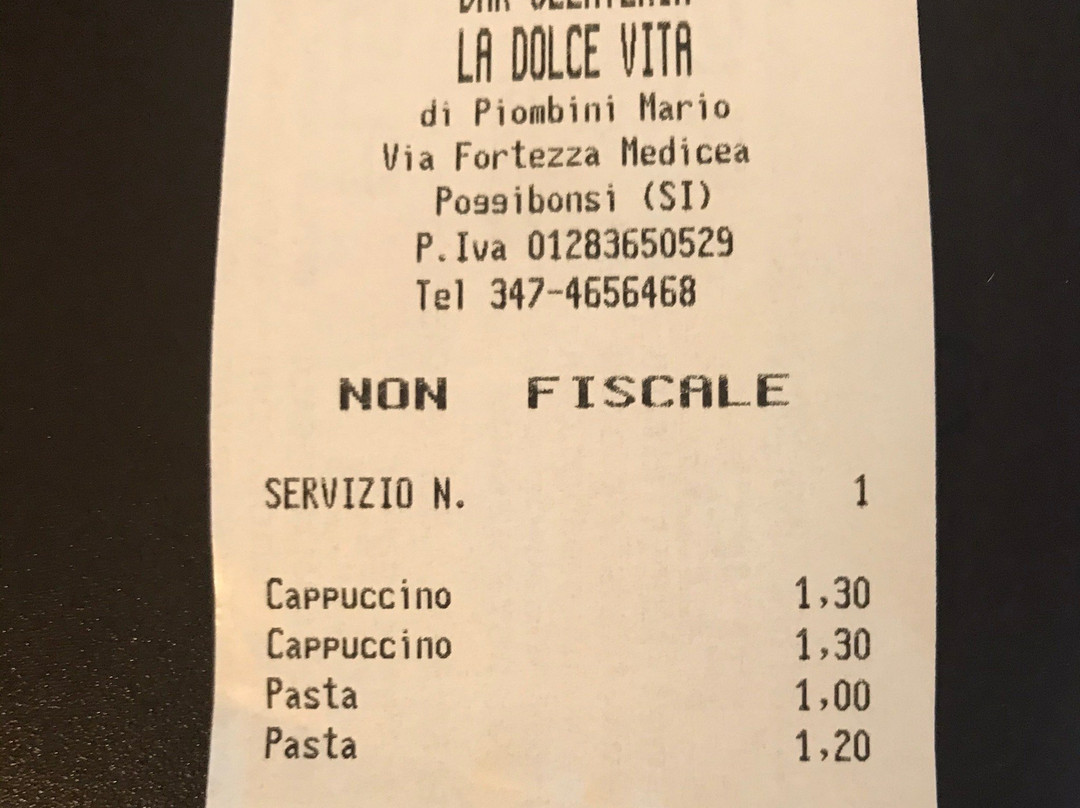 LA DOLCE VITA
di Piombini Mario
Via Fortezza Medicea
Poggibonsi (SI)
P.Iva 01283650529
Tel 347-4656468
NON FISCALE
SERVIZIO N. 1
Cappuccino 1,30
Cappuccino 1,30
Pasta 1,00
Pasta 1,20